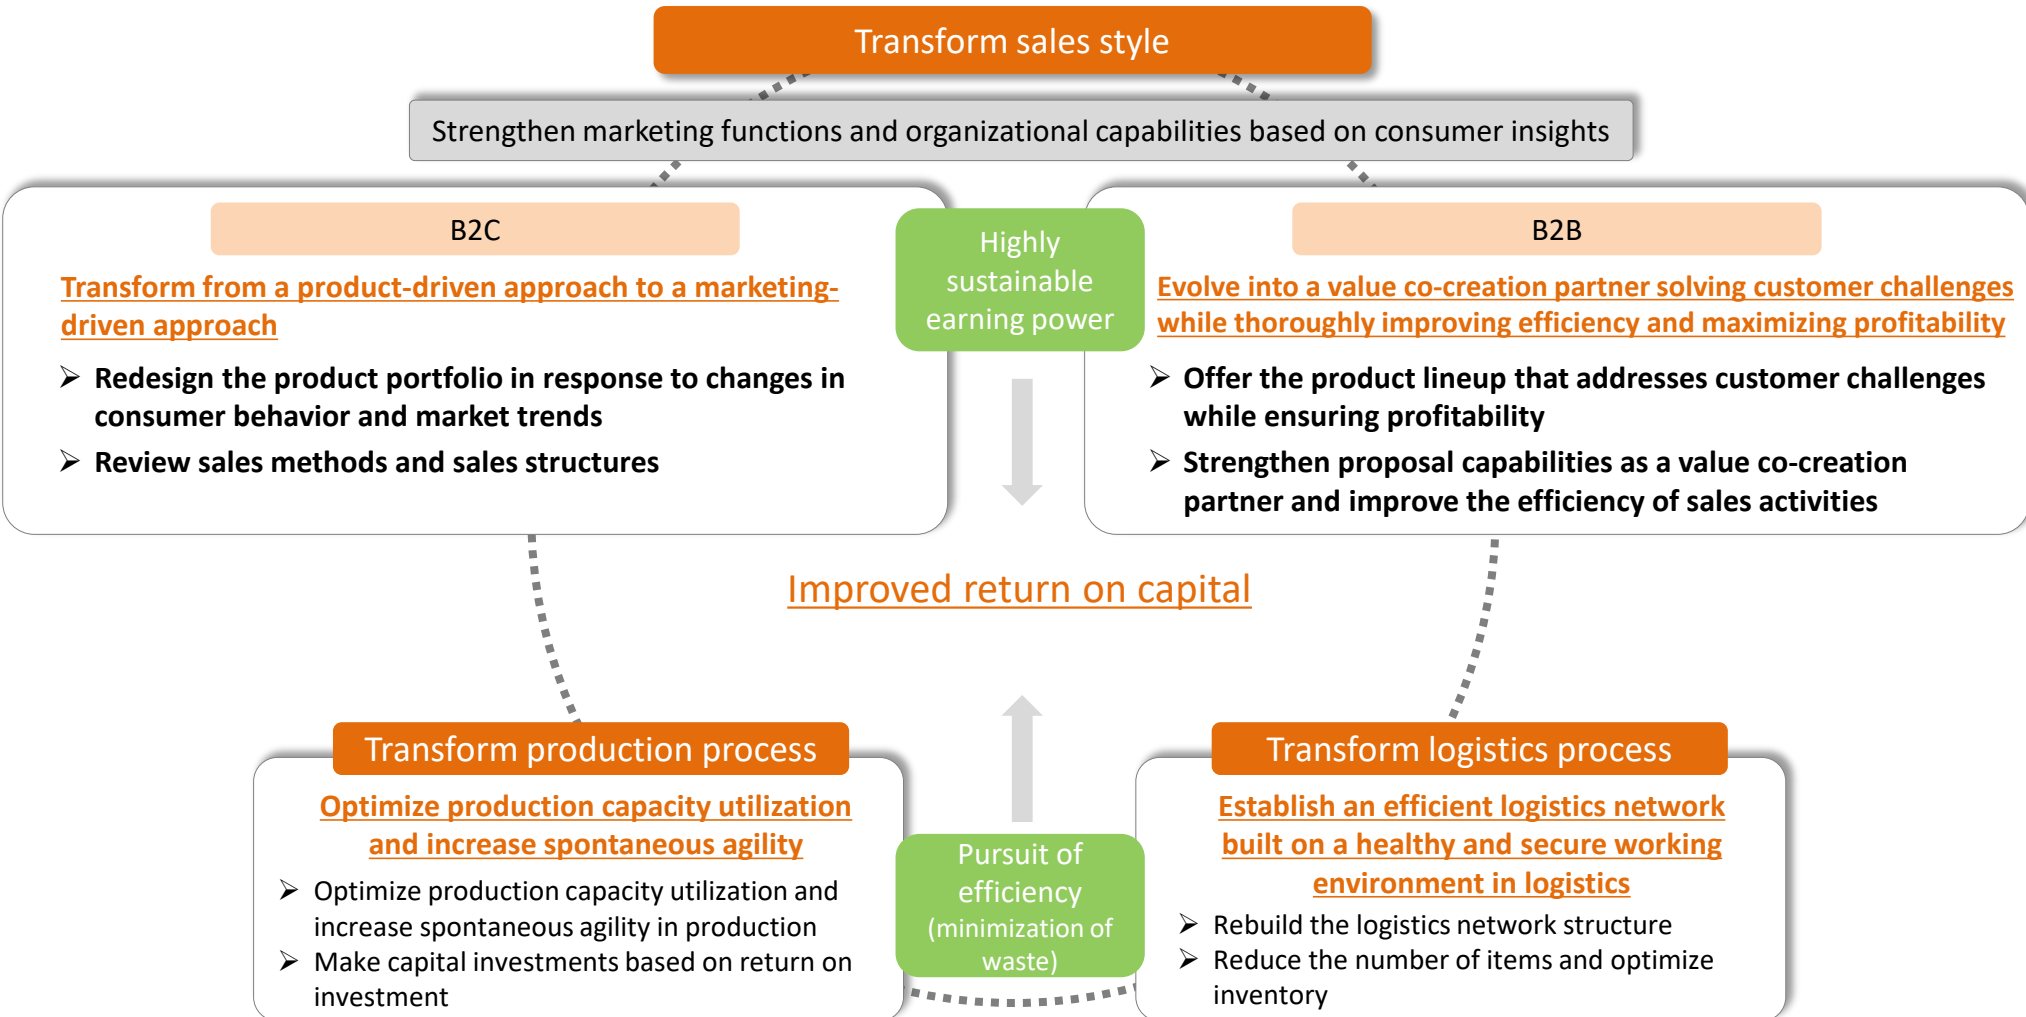 Transform sales style
Strengthen marketing functions and organizational capabilities based on consumer insights
B2C
Transform from a product-driven approach to a marketing-
driven approach
➢ Redesign the product portfolio in response to changes in
consumer behavior and market trends
➢ Review sales methods and sales structures
Highly
sustainable
earning power
B2B
Evolve into a value co-creation partner solving customer challenges
while thoroughly improving efficiency and maximizing profitability
➢ Offer the product lineup that addresses customer challenges
while ensuring profitability
➢ Strengthen proposal capabilities as a value co-creation
partner and improve the efficiency of sales activities
Improved return on capital
Transform production process
Optimize production capacity utilization
and increase spontaneous agility
➢ Optimize production capacity utilization and
increase spontaneous agility in production
➢ Make capital investments based on return on
investment
Pursuit of
efficiency
(minimization of
waste)
Transform logistics process
Establish an efficient logistics network
built on a healthy and secure working
environment in logistics
➢ Rebuild the logistics network structure
➢ Reduce the number of items and optimize
inventory